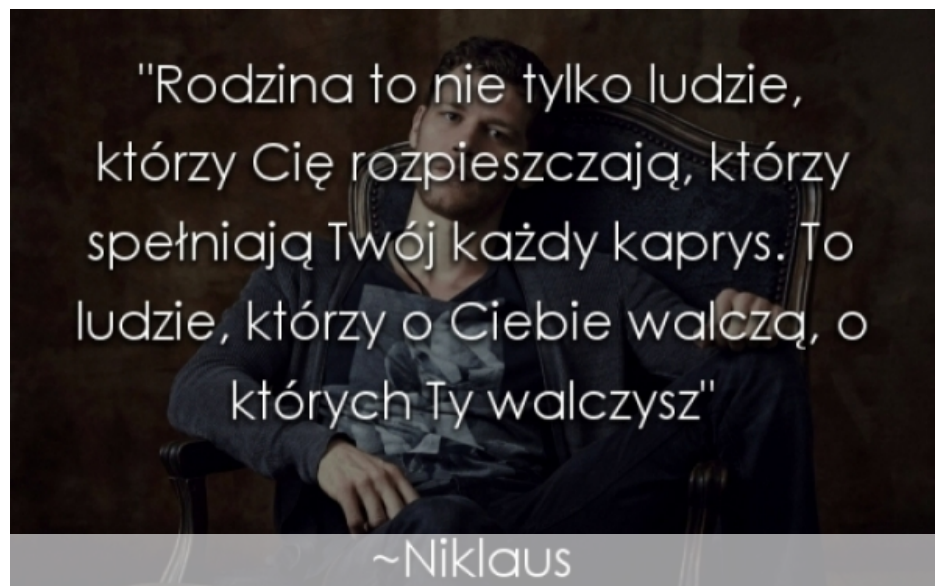 "Rodzina to nie tylko ludzie,
którzy Cię rozpieszczają, którzy
spełniają Twój każdy kaprys. To
ludzie, którzy o Ciebie walczą, o
których Ty walczysz"
~Niklaus